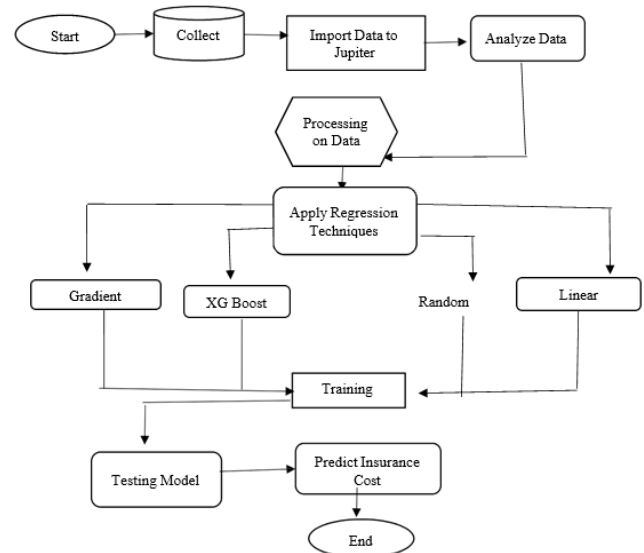 Start
Collect
Import Data to
Jupiter
Analyze Data
Processing
on Data
Apply Regression
Techniques
Gradient
XG Boost
Random
Linear
Training
Testing Model
Predict Insurance
Cost
End